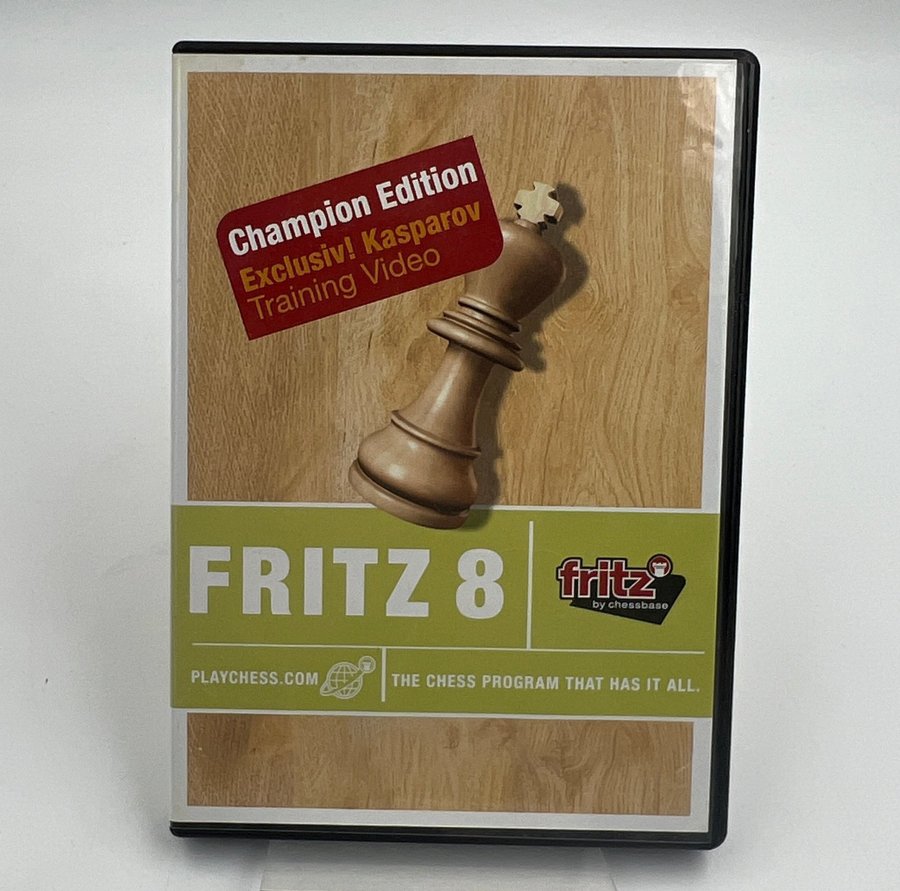 Champion Edition
Exclusiv! Kasparov
Training Video
FRITZ 8
fritz
by chessbase
PLAYCHESS.COM
THE CHESS PROGRAM THAT HAS IT ALL.